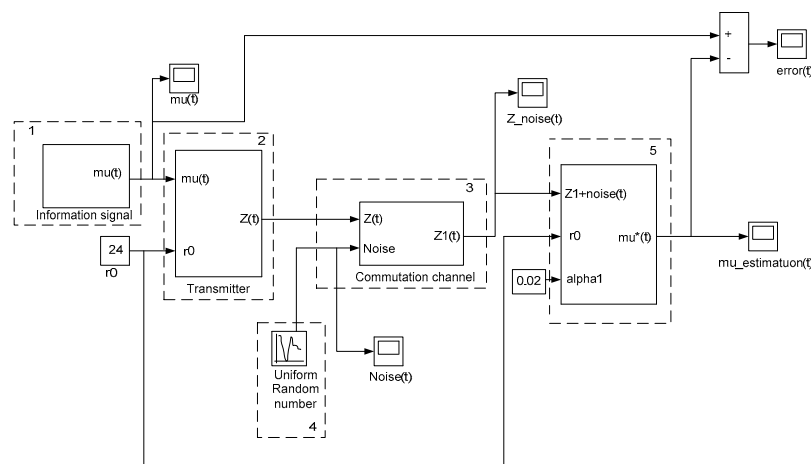 +
-
error(t)
mu(t)
Z_noise(t)
1
mu(t)
Information signal
2
mu(t)
Z(t)
r0
Transmitter
24
r0
3
Z(t)
Z1(t)
Noise
Commutation channel
5
Z1+noise(t)
r0
mu*(t)
alpha1
0.02
mu_estimatuon(t)
Uniform
Random
number
4
Noise(t)